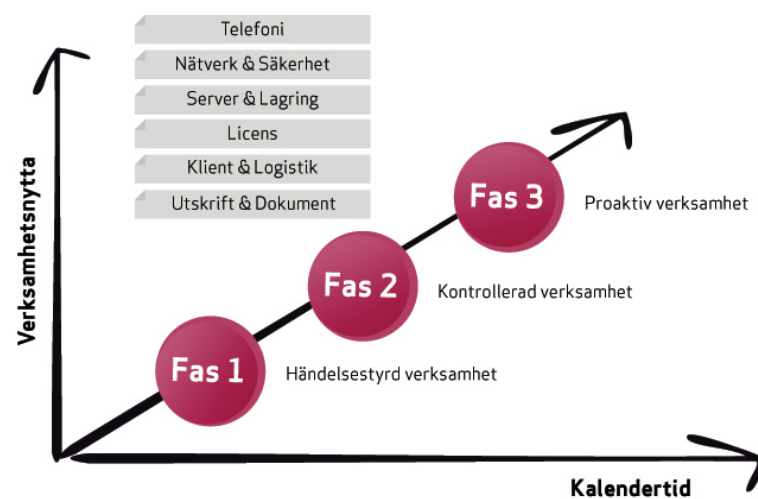 Telefoni
Nätverk & Säkerhet
Server & Lagring
Licens
Klient & Logistik
Utskrift & Dokument
Verksamhetsnytta
Fas 3
Proaktiv verksamhet
Fas 2
Kontrollerad verksamhet
Fas 1
Händelsestyrd verksamhet
Kalendertid